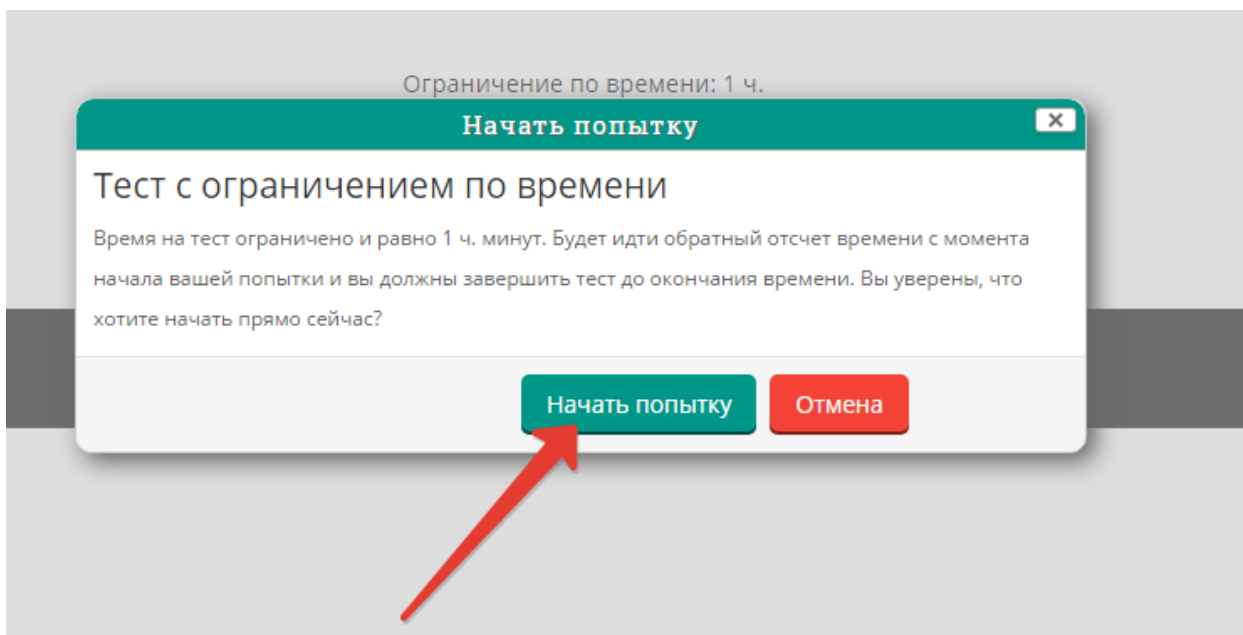 Ограничение по времени: 1 ч.
Начать попытку
Тест с ограничением по времени
Время на тест ограничено и равно 1 ч. минут. Будет идти обратный отсчет времени с момента
начала вашей попытки и вы должны завершить тест до окончания времени. Вы уверены, что
хотите начать прямо сейчас?
Начать попытку
Отмена